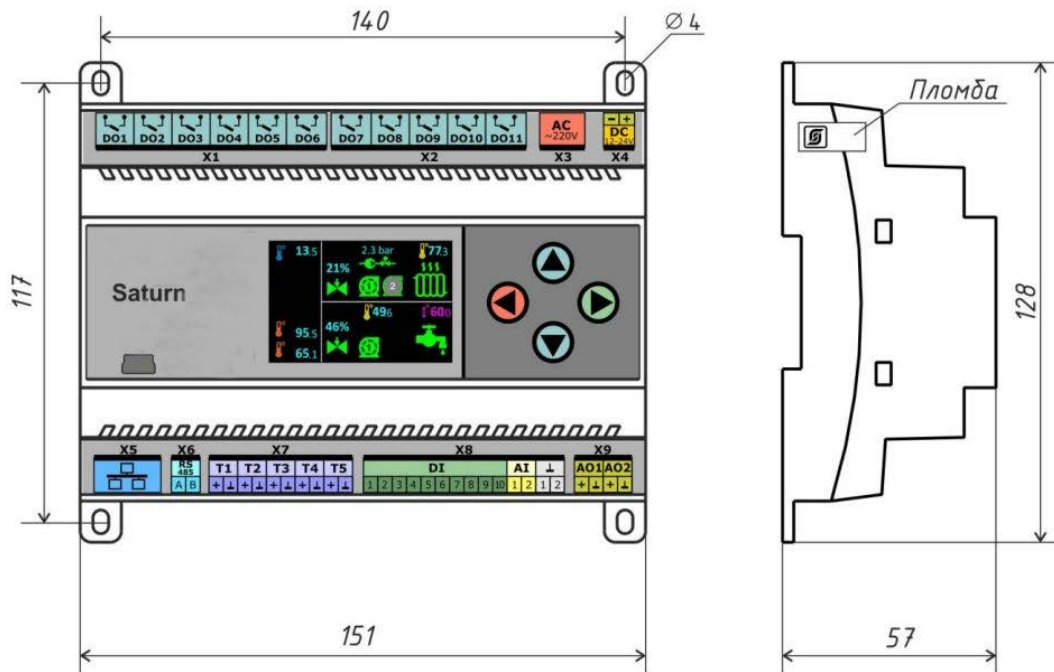 140
Ø 4
Пломба
DO1 DO2 DO3 DO4 DO5 DO6 DO7 DO8 DO9 DO10 DO11
AC
~220V
− +
DC
12-24V
X1 X2 X3 X4
117
128
13.5
2.3 bar
77.3
21%
1 2
Saturn
49.6
60.0
95.5
46%
1
65.1
X5 X6 X7 X8 X9
RS
485
T1 T2 T3 T4 T5
DI
AI
⊥
AO1 AO2
A B
+ ⊥ + ⊥ + ⊥ + ⊥ + ⊥
1 2 3 4 5 6 7 8 9 10
1 2
1 2
+ ⊥ + ⊥
151
57